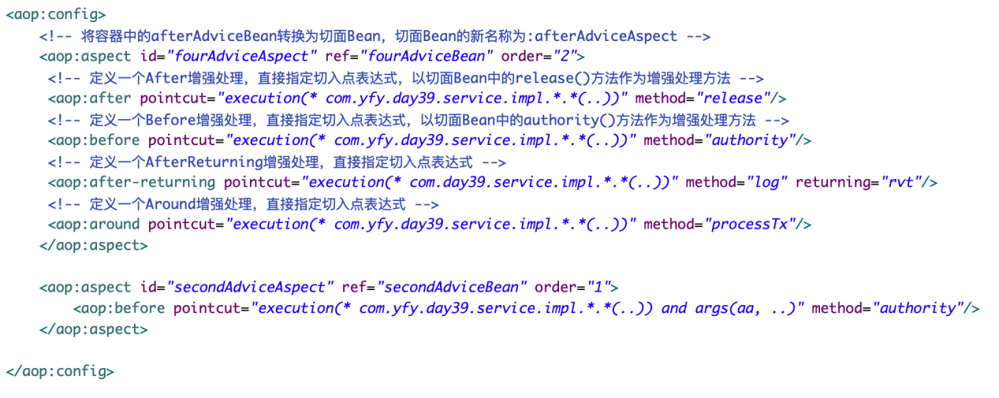 <aop:config>
<!-- 将容器中的afterAdviceBean转换为切面Bean，切面Bean的新名称为:afterAdviceAspect -->
<aop:aspect id="fourAdviceAspect" ref="fourAdviceBean" order="2">
<!-- 定义一个After增强处理，直接指定切入点表达式，以切面Bean中的release()方法作为增强处理方法 -->
<aop:after pointcut="execution(* com.yfy.day39.service.impl.*.*(..))" method="release"/>
<!-- 定义一个Before增强处理，直接指定切入点表达式，以切面Bean中的authority()方法作为增强处理方法 -->
<aop:before pointcut="execution(* com.yfy.day39.service.impl.*.*(..))" method="authority"/>
<!-- 定义一个AfterReturning增强处理，直接指定切入点表达式 -->
<aop:after-returning pointcut="execution(* com.day39.service.impl.*.*(..))" method="log" returning="rvt"/>
<!-- 定义一个Around增强处理，直接指定切入点表达式 -->
<aop:around pointcut="execution(* com.yfy.day39.service.impl.*.*(..))" method="processTx"/>
</aop:aspect>
<aop:aspect id="secondAdviceAspect" ref="secondAdviceBean" order="1">
<aop:before pointcut="execution(* com.yfy.day39.service.impl.*.*(..)) and args(aa, ..)" method="authority"/>
</aop:aspect>
</aop:config>